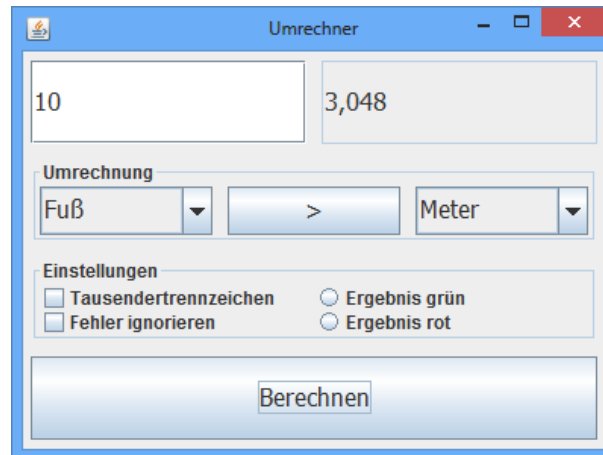 Umrechner
10
3,048
Umrechnung
Fuß > Meter
Einstellungen
Tausendertrennzeichen Ergebnis grün
Fehler ignorieren Ergebnis rot
Berechnen